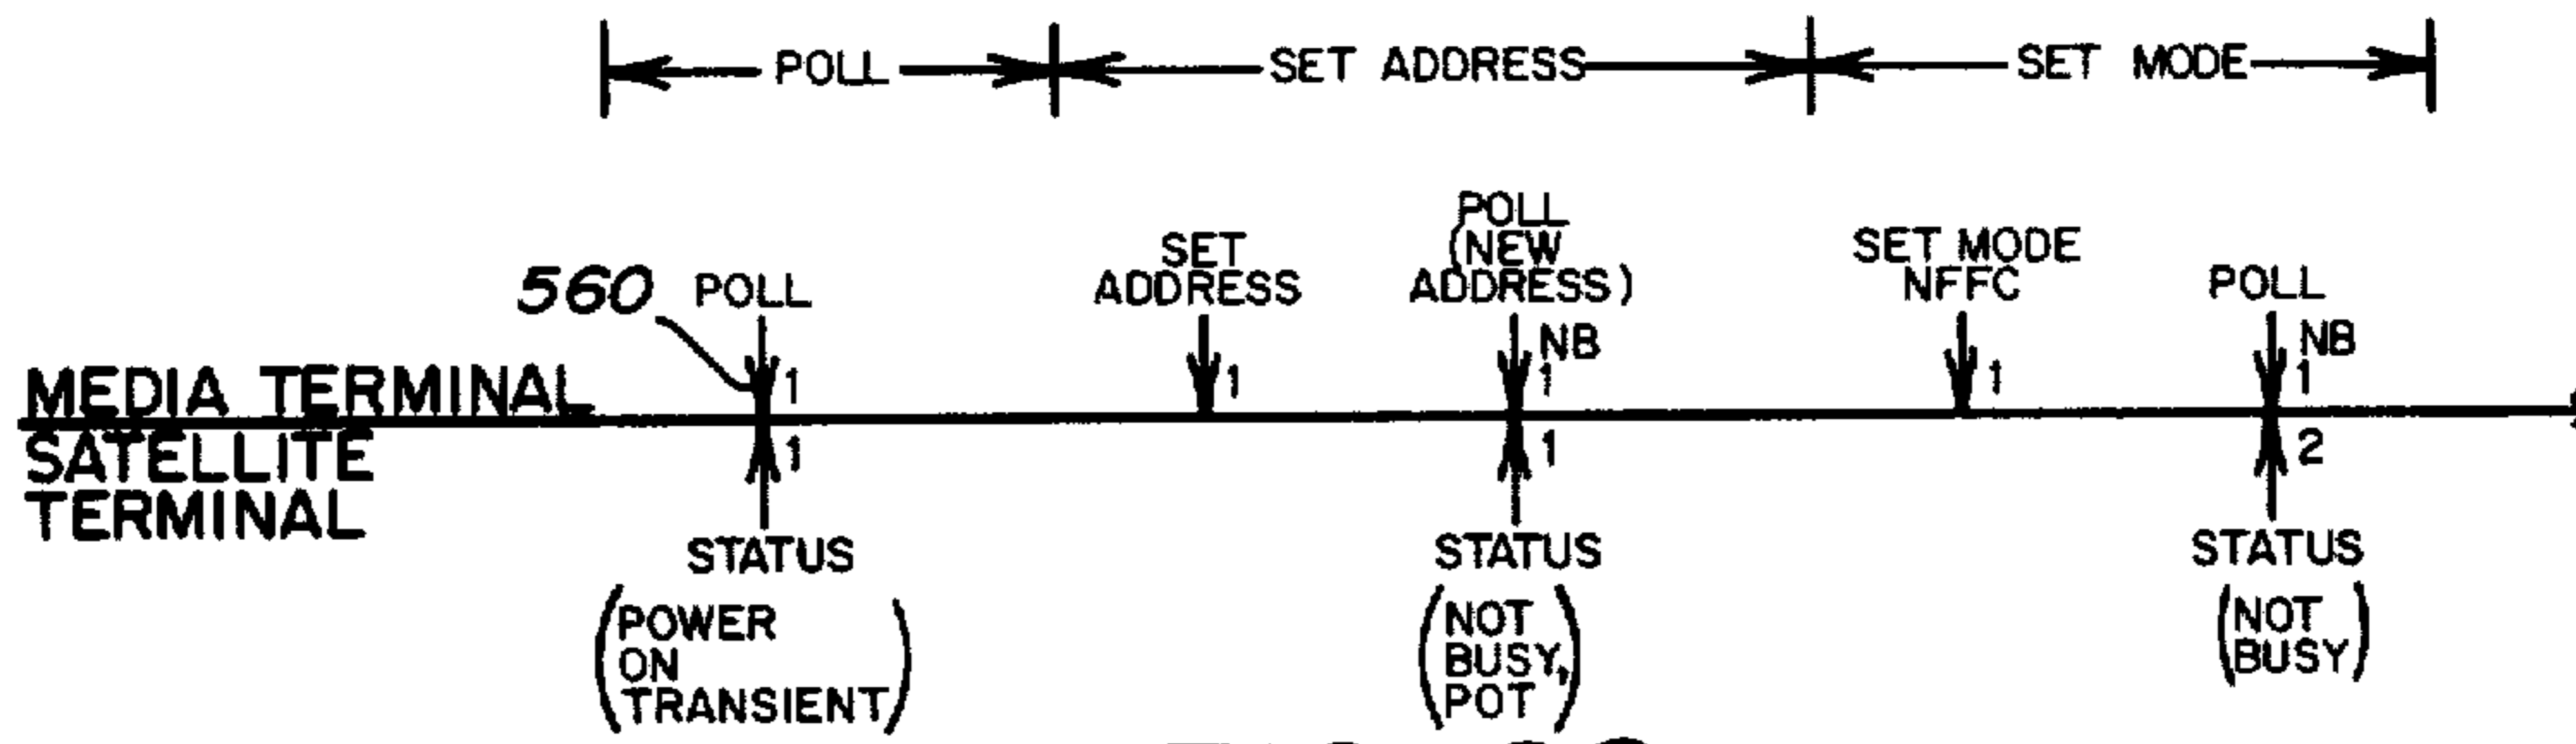 POLL SET ADDRESS SET MODE
560 POLL
SET
ADDRESS
POLL
(NEW
ADDRESS)
SET MODE
NFFC
POLL
1
1
NB
1
1
NB
1
MEDIA TERMINAL
SATELLITE
TERMINAL
1
1
2
STATUS
(POWER
ON
TRANSIENT)
STATUS
(NOT
BUSY,
POT)
STATUS
(NOT
BUSY)